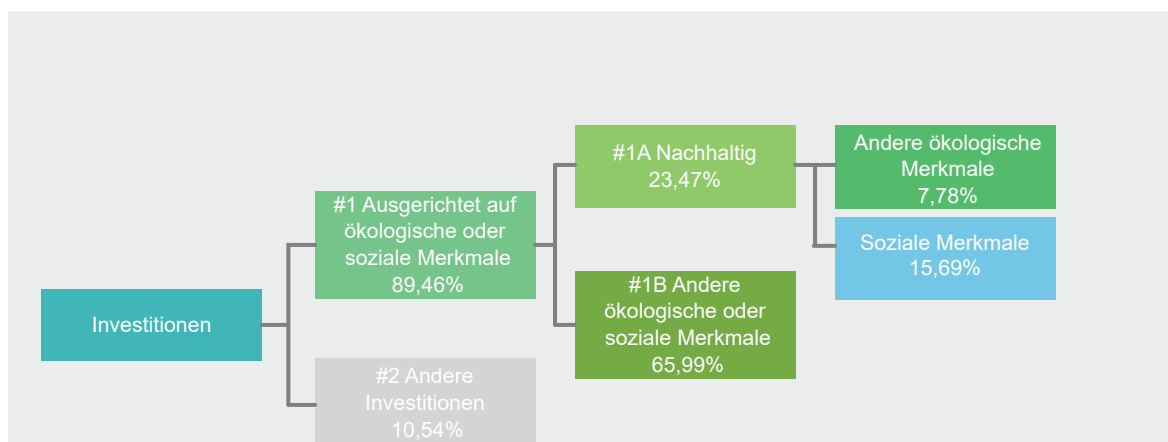 Investitionen
#1 Ausgerichtet auf
ökologische oder
soziale Merkmale
89,46%
#2 Andere
Investitionen
10,54%
#1A Nachhaltig
23,47%
#1B Andere
ökologische oder
soziale Merkmale
65,99%
Andere ökologische
Merkmale
7,78%
Soziale Merkmale
15,69%